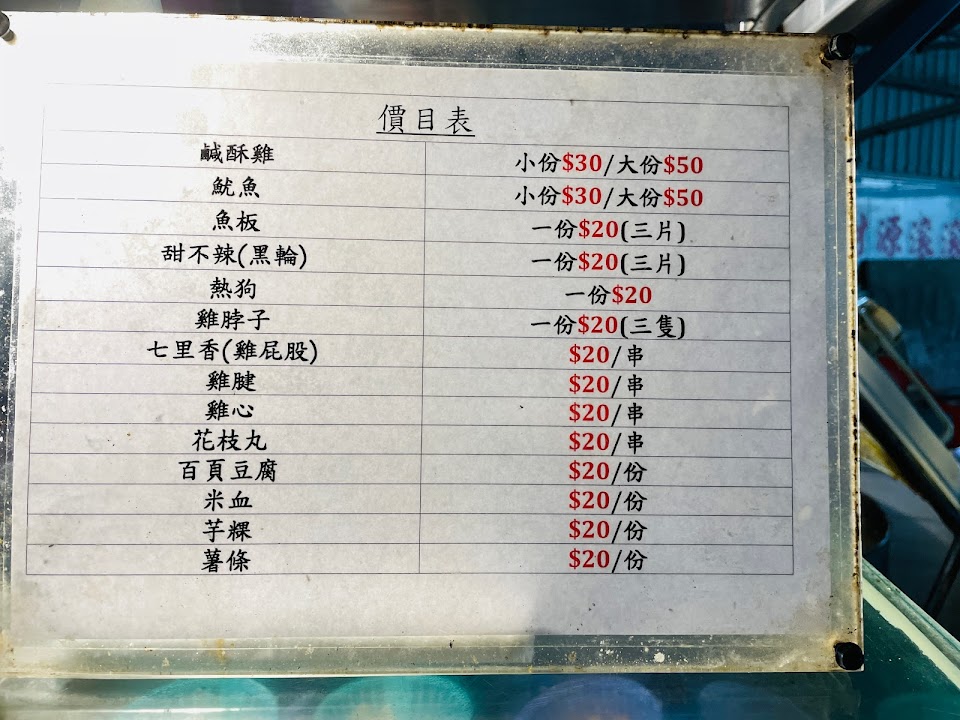 價目表
鹹酥雞 小份$30/大份$50
魷魚 小份$30/大份$50
魚板 一份$20(三片)
甜不辣(黑輪) 一份$20(三片)
熱狗 一份$20
雞脖子 一份$20(三隻)
七里香(雞屁股) $20/串
雞腱 $20/串
雞心 $20/串
花枝丸 $20/串
百頁豆腐 $20/份
米血 $20/份
芋粿 $20/份
薯條 $20/份
財源滾滾